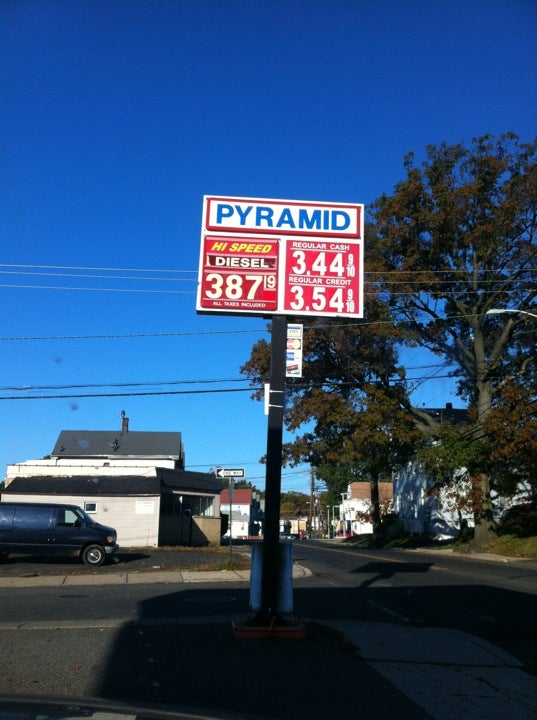 PYRAMID
HI SPEED
DIESEL
387 9
ALL TAXES INCLUDED
REGULAR CASH
3.44 9/10
REGULAR CREDIT
3.54 9/10
VISA
ONE WAY